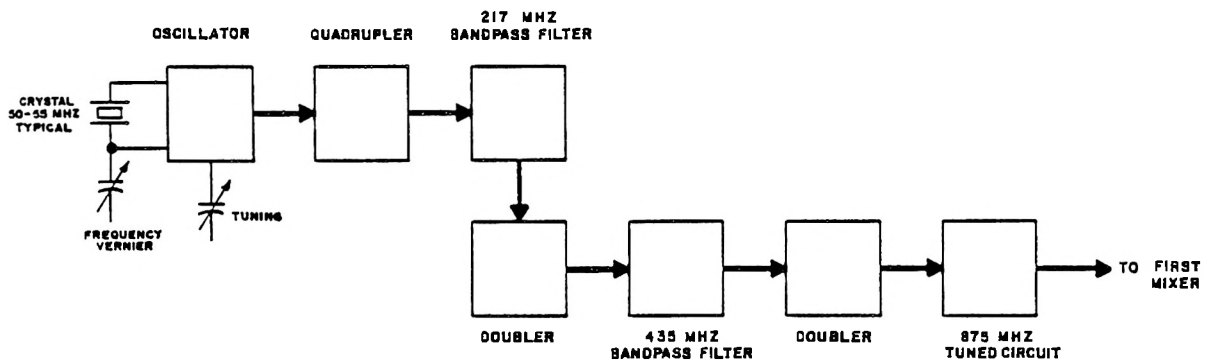 217 MHZ
BANDPASS FILTER
OSCILLATOR
QUADRUPLER
CRYSTAL
50-55 MHZ
TYPICAL
TUNING
FREQUENCY
VERNIER
TO FIRST
MIXER
DOUBLER
435 MHZ
BANDPASS FILTER
DOUBLER
875 MHZ
TUNED CIRCUIT